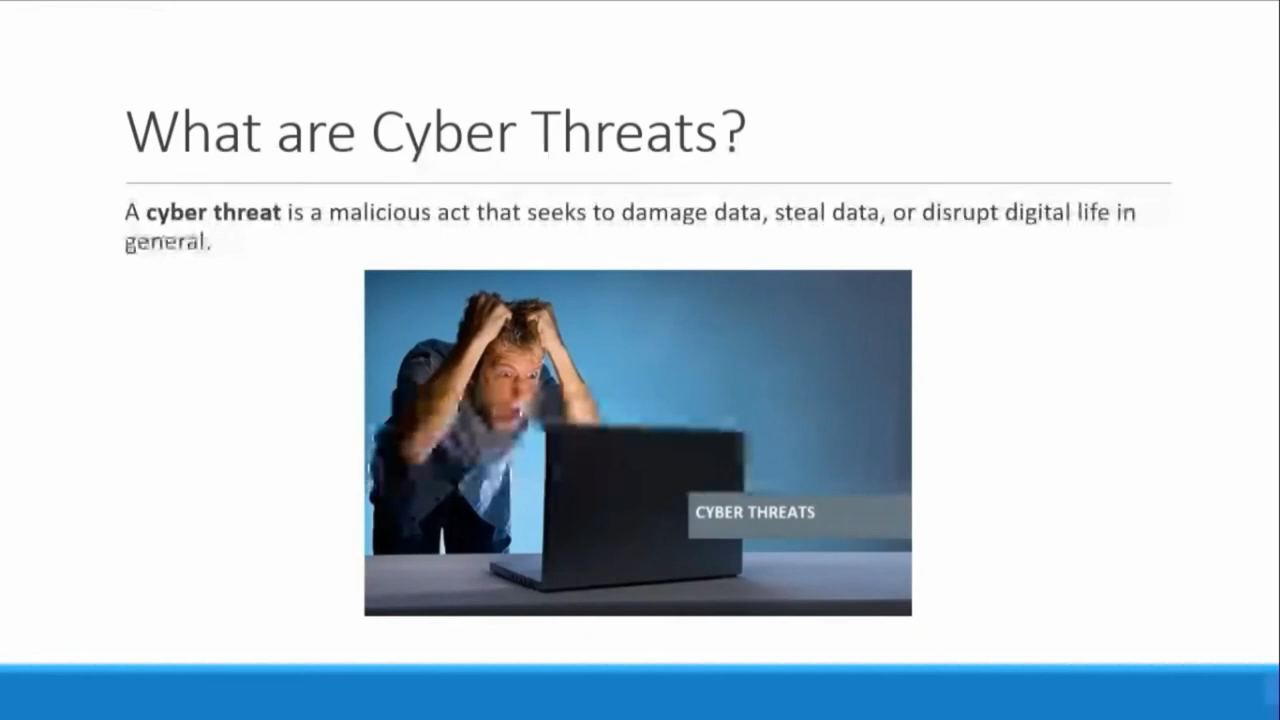 What are Cyber Threats?
A cyber threat is a malicious act that seeks to damage data, steal data, or disrupt digital life in
general.
CYBER THREATS